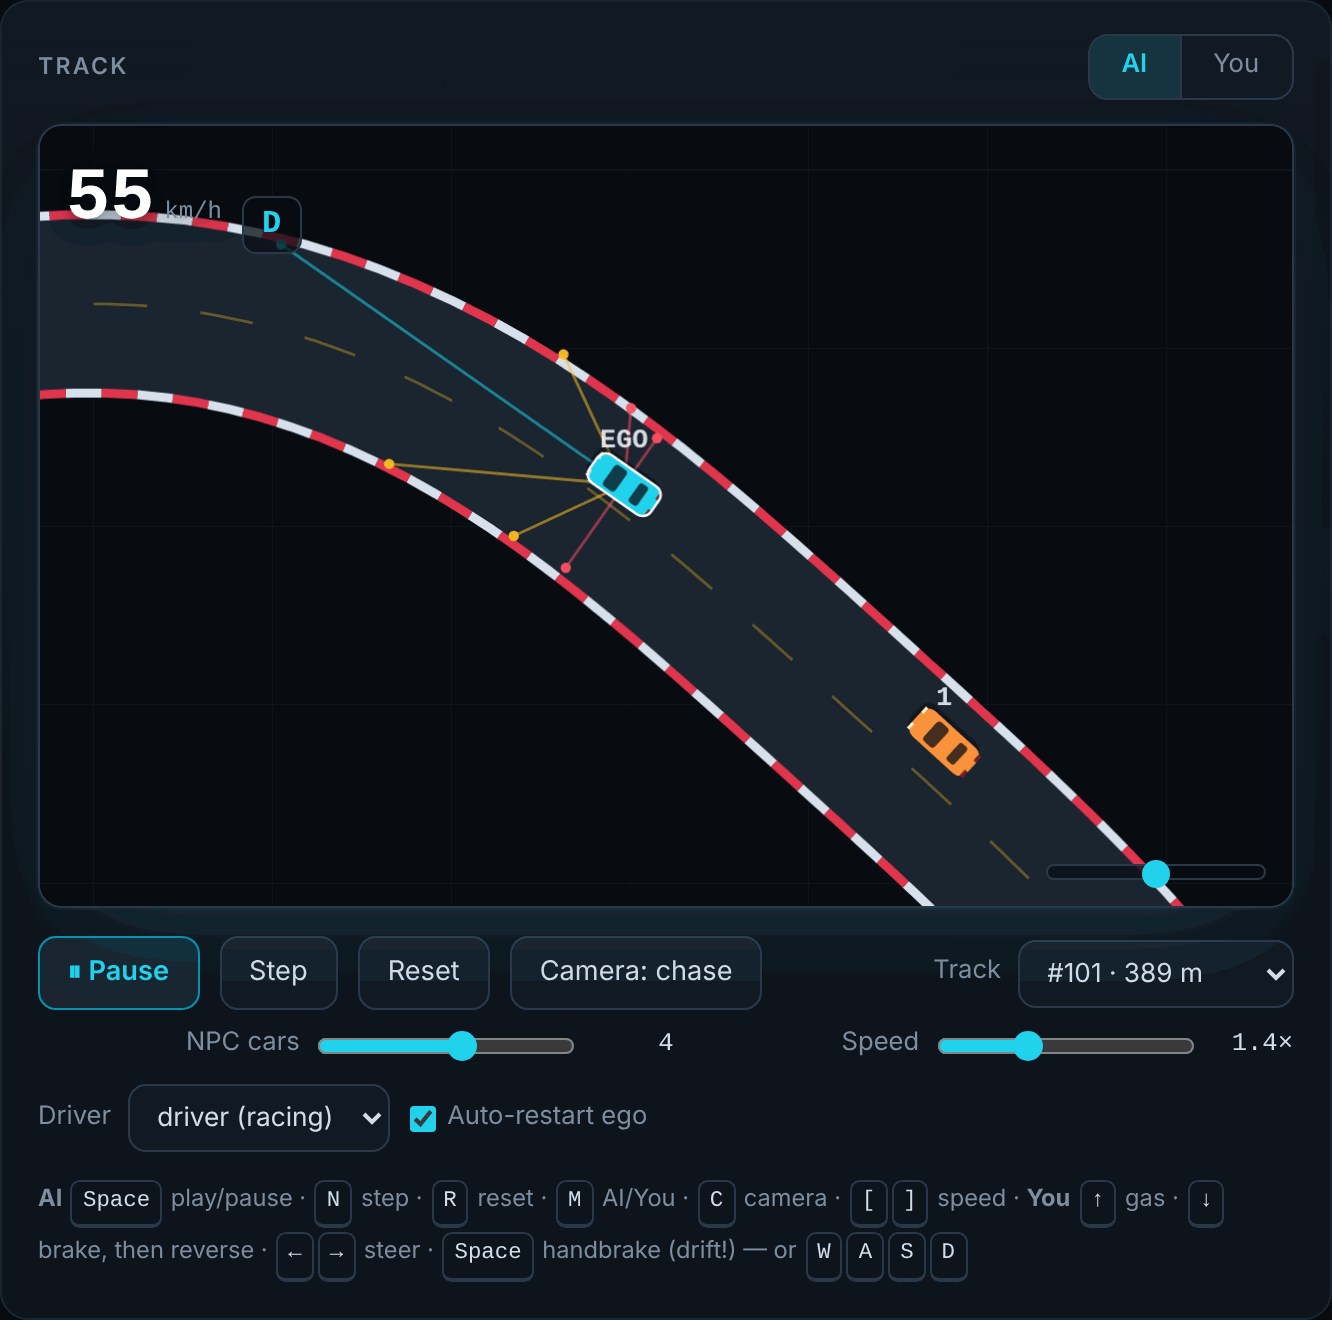 TRACK
AI You
55 km/h D
EGO
1
Pause Step Reset Camera: chase Track #101 · 389 m
NPC cars 4 Speed 1.4×
Driver driver (racing) Auto-restart ego
AI Space play/pause · N step · R reset · M AI/You · C camera · [ ] speed · You ↑ gas · ↓
brake, then reverse · ← → steer · Space handbrake (drift!) — or W A S D